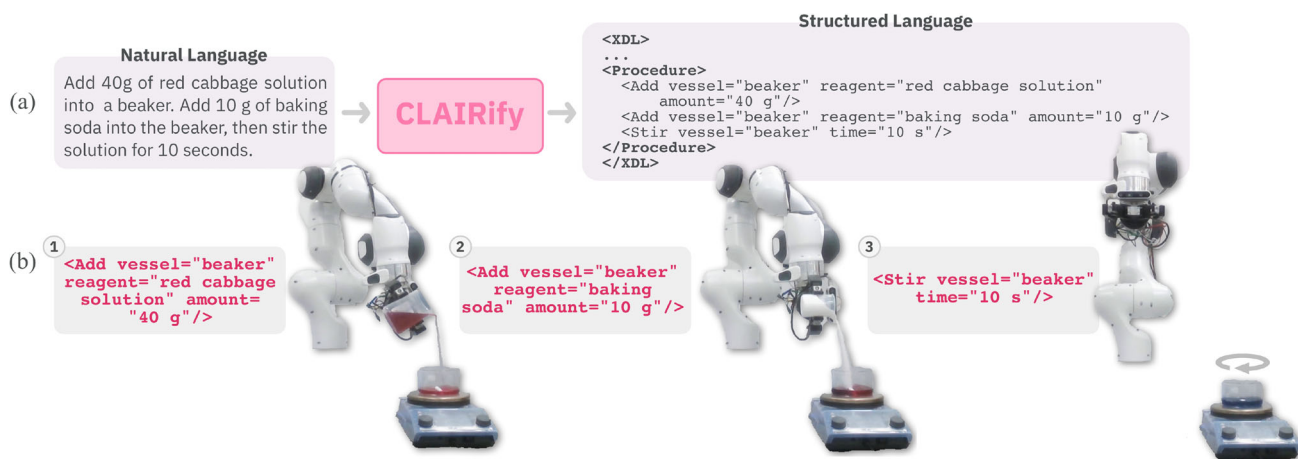 Natural Language
Structured Language
(a)
Add 40g of red cabbage solution
into a beaker. Add 10 g of baking
soda into the beaker, then stir the
solution for 10 seconds.
CLAIRify
<XDL>
...
<Procedure>
<Add vessel="beaker" reagent="red cabbage solution"
amount="40 g"/>
<Add vessel="beaker" reagent="baking soda" amount="10 g"/>
<Stir vessel="beaker" time="10 s"/>
</Procedure>
</XDL>
(b)
1
<Add vessel="beaker"
reagent="red cabbage
solution" amount=
"40 g"/>
2
<Add vessel="beaker"
reagent="baking
soda" amount="10 g"/>
3
<Stir vessel="beaker"
time="10 s"/>